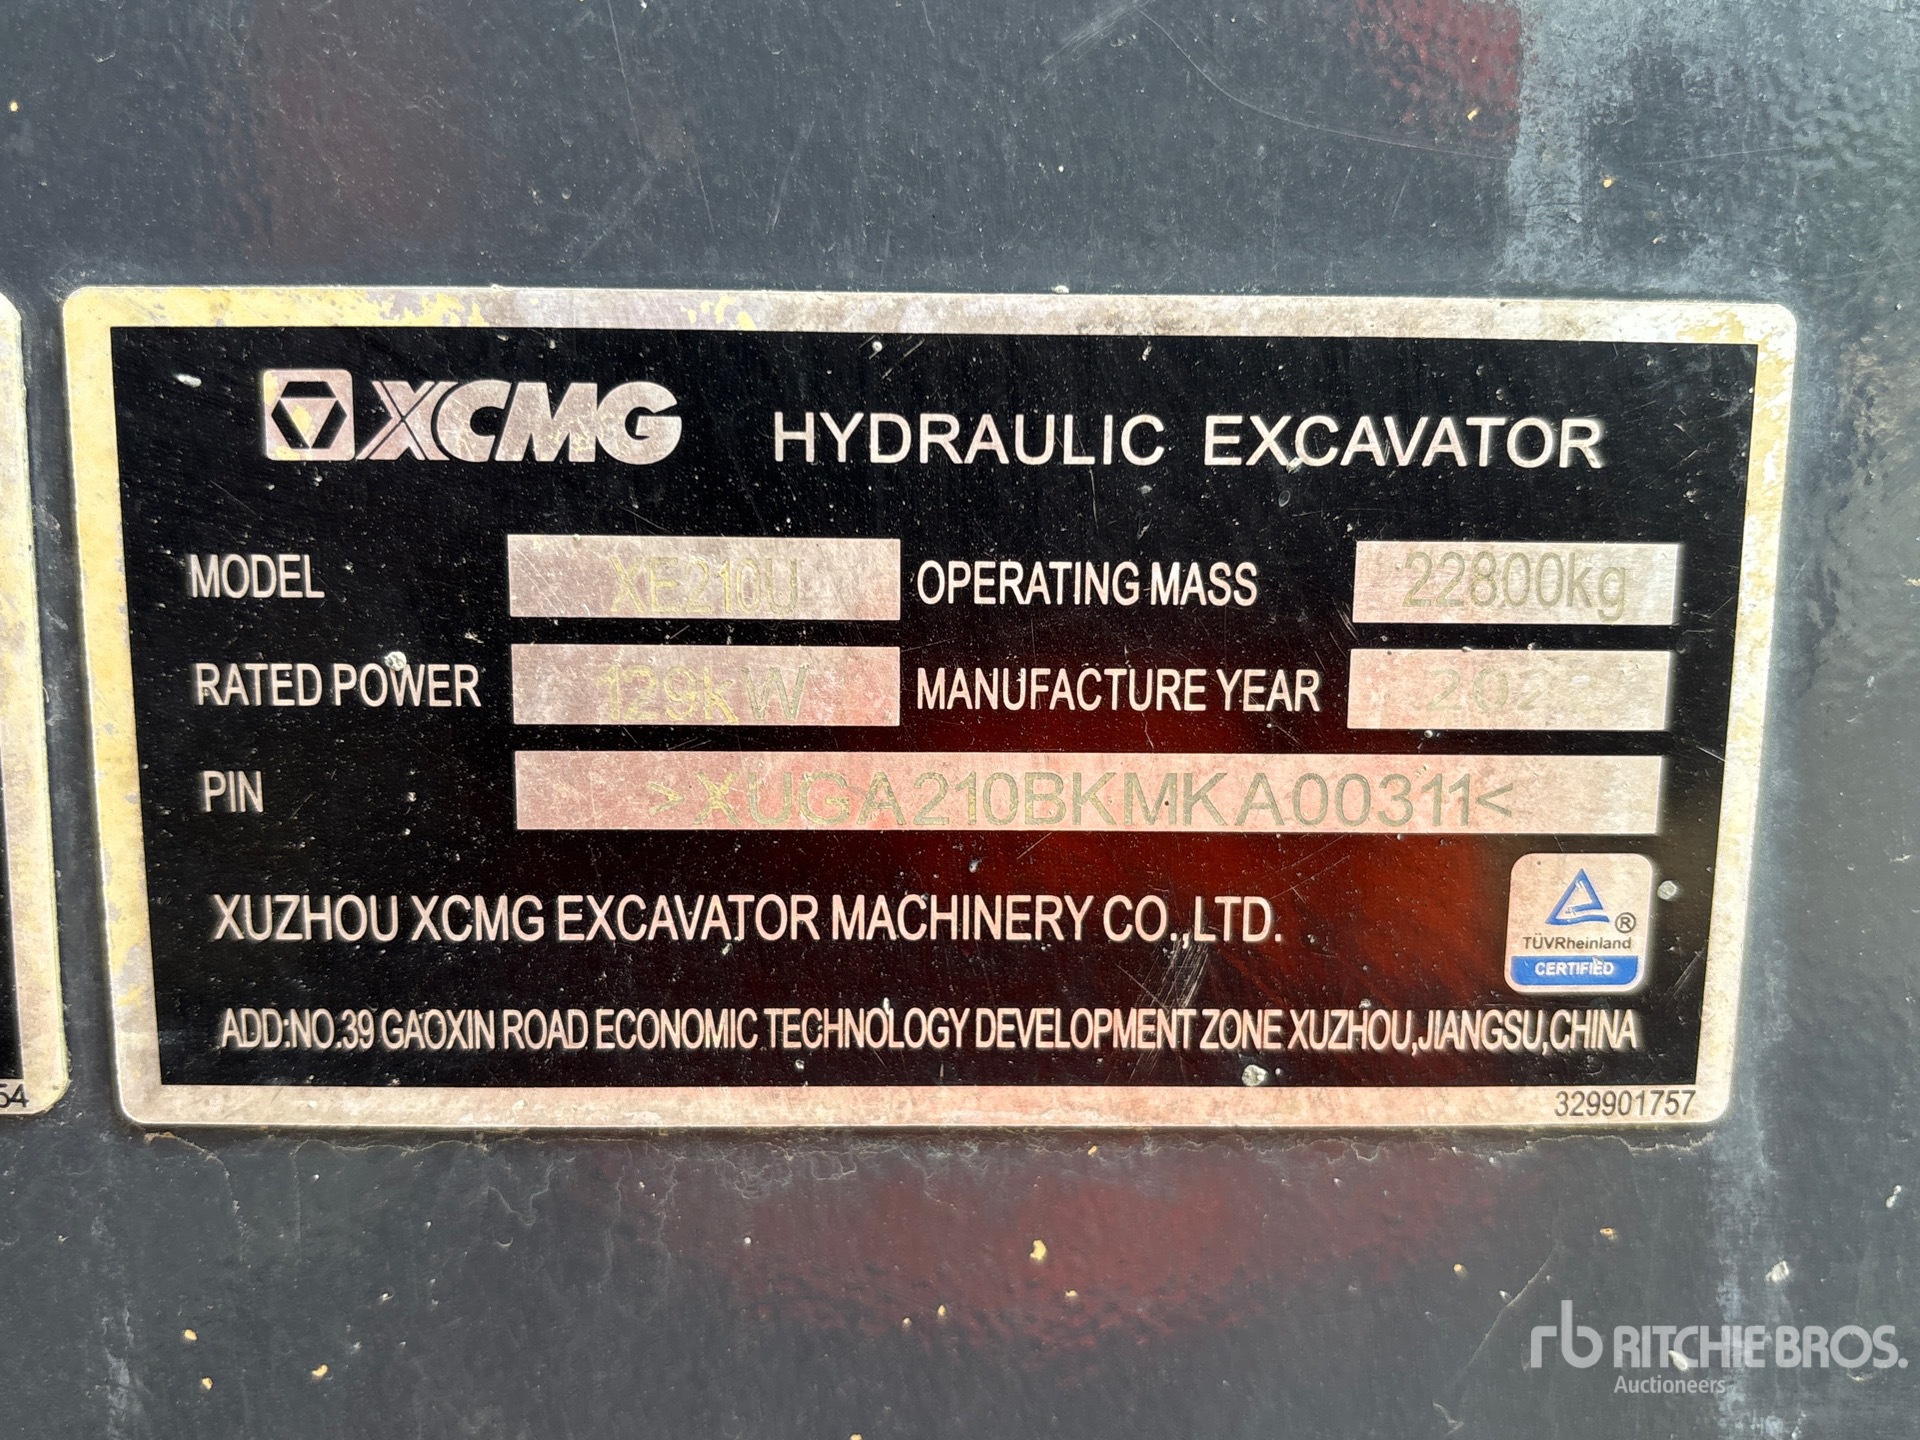 XCMG HYDRAULIC EXCAVATOR
MODEL XE210U OPERATING MASS 22800kg
RATED POWER 129kW MANUFACTURE YEAR
PIN >XUGA210BKMKA00311<
XUZHOU XCMG EXCAVATOR MACHINERY CO.,LTD.
® TÜVRheinland
CERTIFIED
ADD:NO.39 GAOXIN ROAD ECONOMIC TECHNOLOGY DEVELOPMENT ZONE XUZHOU,JIANGSU,CHINA
54
329901757
rb RITCHIE BROS.
Auctioneers